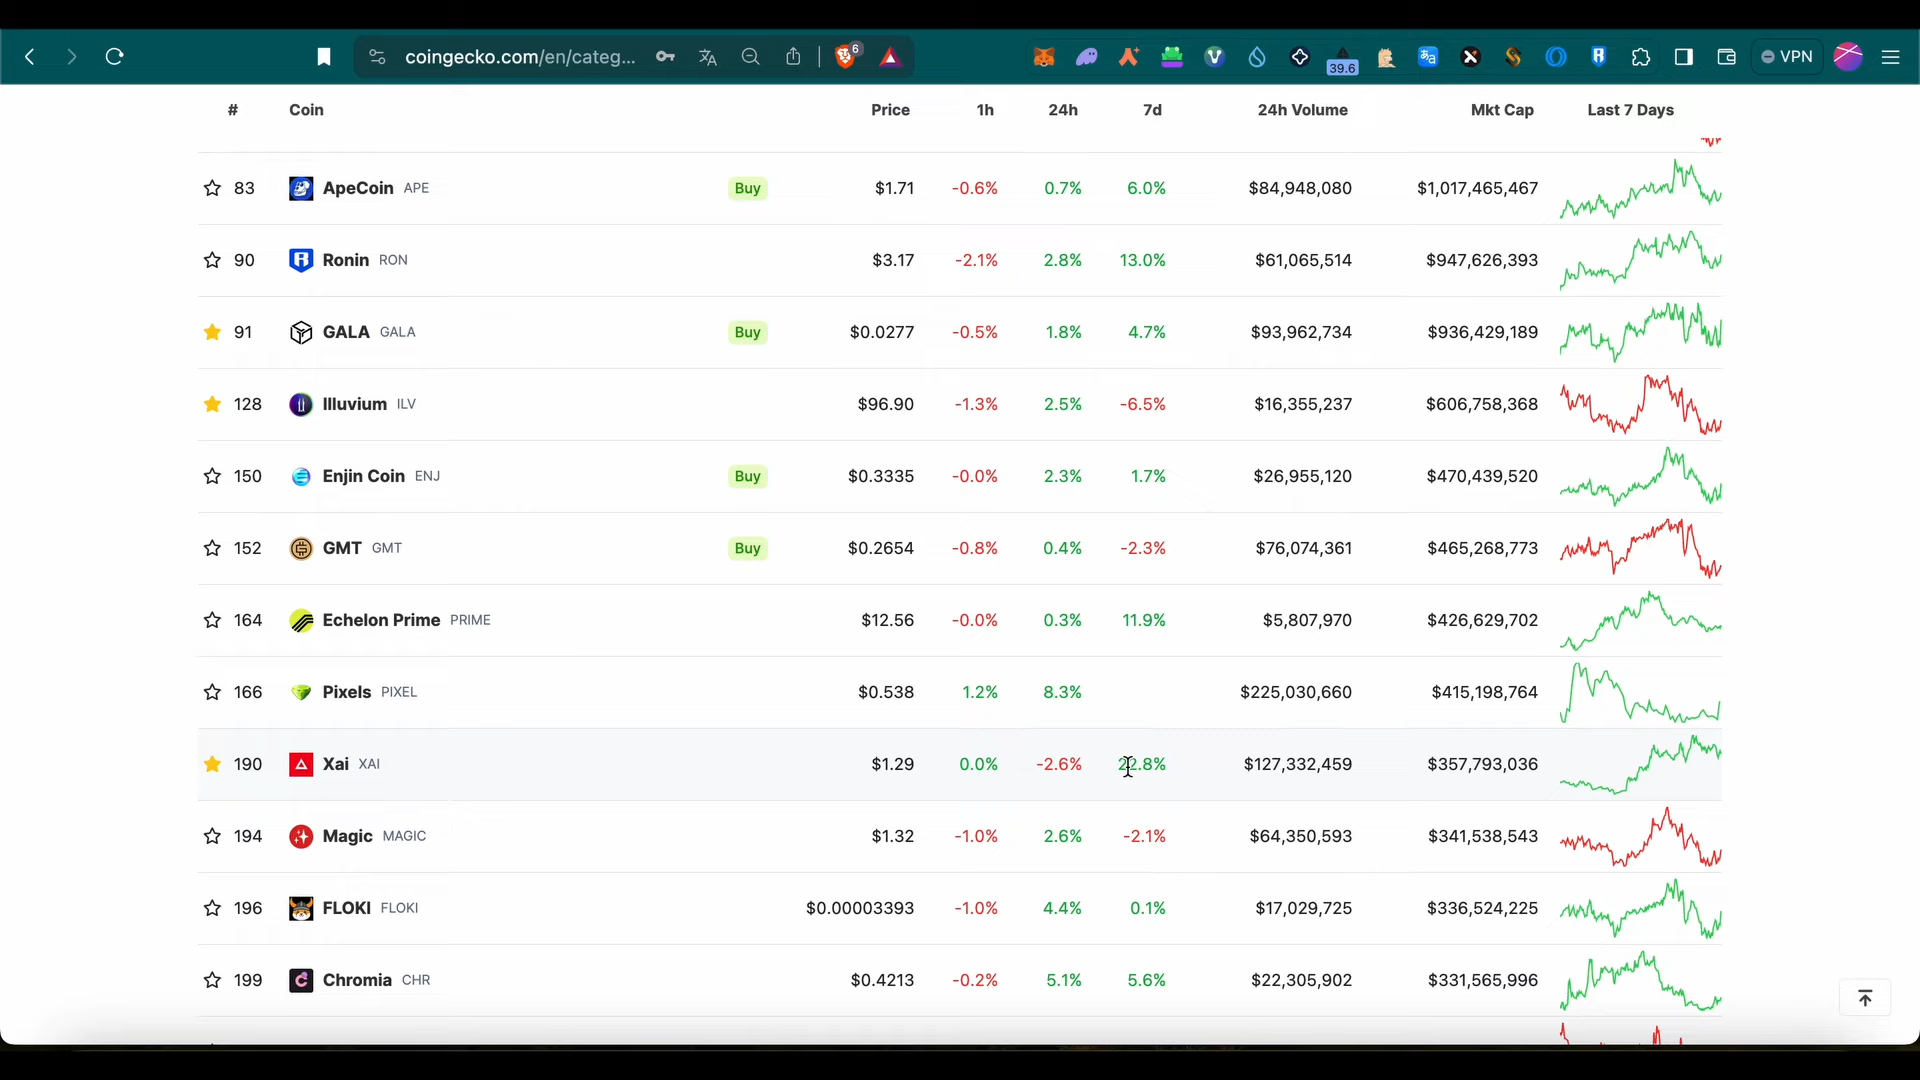 coingecko.com/en/categ...
6
39.6
VPN
# Coin Price 1h 24h 7d 24h Volume Mkt Cap Last 7 Days
83 ApeCoin APE Buy $1.71 -0.6% 0.7% 6.0% $84,948,080 $1,017,465,467
90 Ronin RON $3.17 -2.1% 2.8% 13.0% $61,065,514 $947,626,393
91 GALA GALA Buy $0.0277 -0.5% 1.8% 4.7% $93,962,734 $936,429,189
128 Illuvium ILV $96.90 -1.3% 2.5% -6.5% $16,355,237 $606,758,368
150 Enjin Coin ENJ Buy $0.3335 -0.0% 2.3% 1.7% $26,955,120 $470,439,520
152 GMT GMT Buy $0.2654 -0.8% 0.4% -2.3% $76,074,361 $465,268,773
164 Echelon Prime PRIME $12.56 -0.0% 0.3% 11.9% $5,807,970 $426,629,702
166 Pixels PIXEL $0.538 1.2% 8.3% $225,030,660 $415,198,764
190 Xai XAI $1.29 0.0% -2.6% 22.8% $127,332,459 $357,793,036
194 Magic MAGIC $1.32 -1.0% 2.6% -2.1% $64,350,593 $341,538,543
196 FLOKI FLOKI $0.00003393 -1.0% 4.4% 0.1% $17,029,725 $336,524,225
199 Chromia CHR $0.4213 -0.2% 5.1% 5.6% $22,305,902 $331,565,996